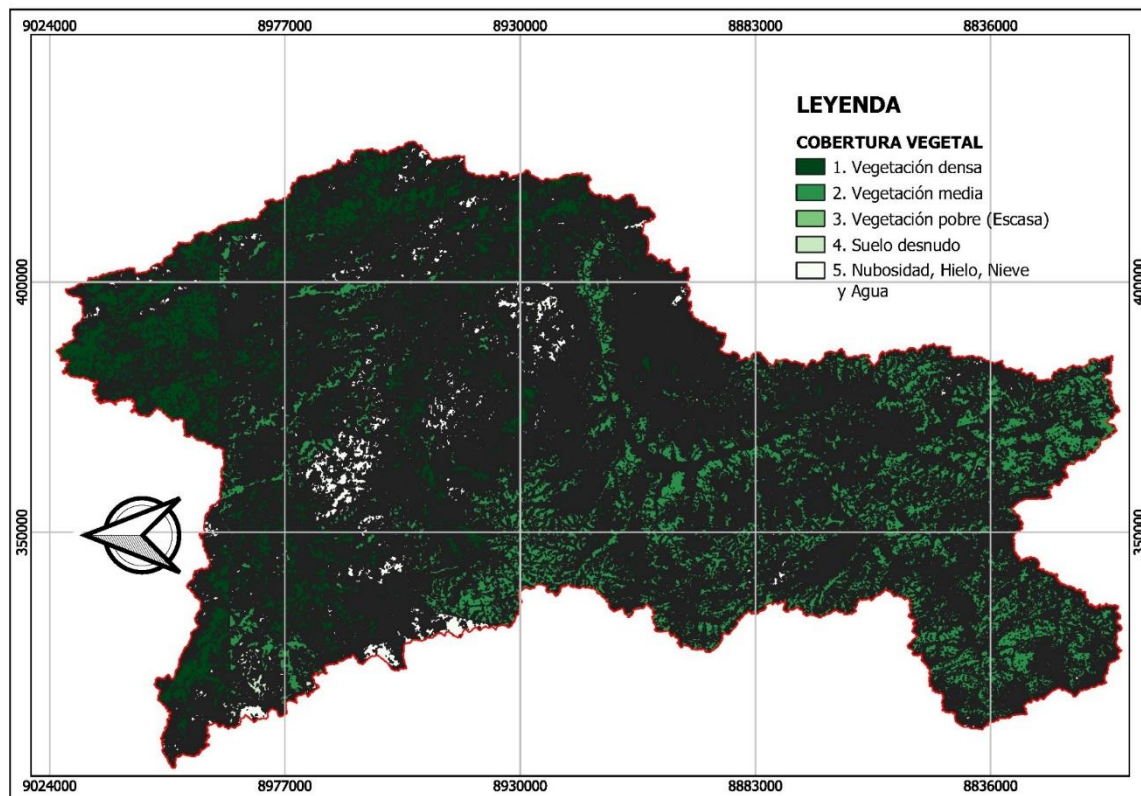 9024000 8977000 8930000 8883000 8836000
LEYENDA
COBERTURA VEGETAL
1. Vegetación densa
2. Vegetación media
3. Vegetación pobre (Escasa)
4. Suelo desnudo
5. Nubosidad, Hielo, Nieve
y Agua
400000 400000
350000 350000
9024000 8977000 8930000 8883000 8836000